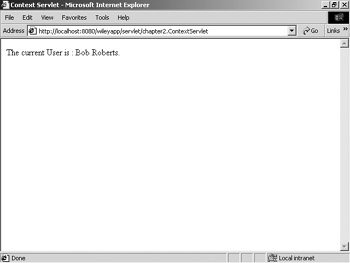 Context Servlet - Microsoft Internet Explorer
File Edit View Favorites Tools Help
Address http://localhost:8080/wileyapp/servlet/chapter2.ContextServlet Go Links »
The current User is : Bob Roberts.
Done Local intranet